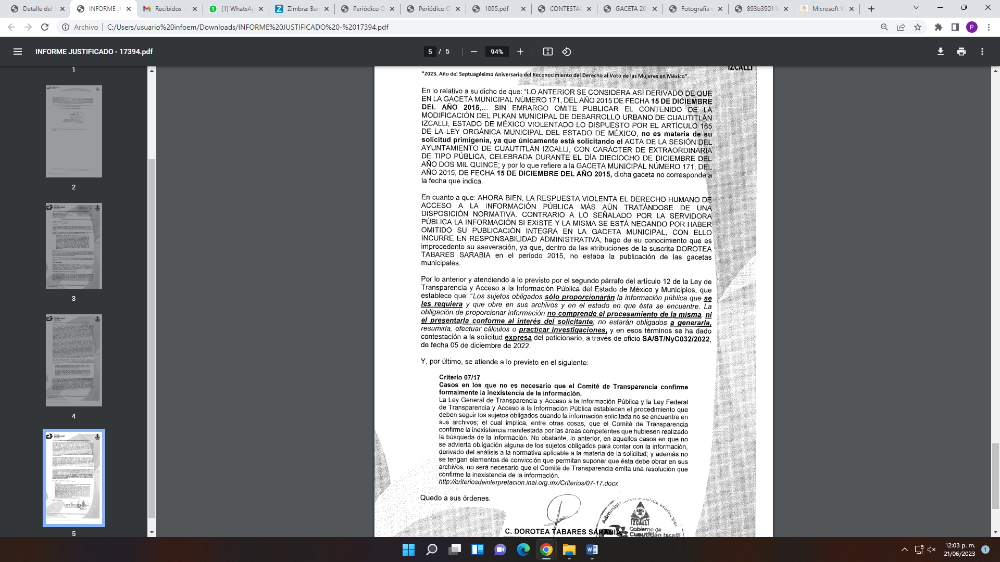 Detalle del S
INFORME JU
Recibidos -
(1) WhatsAp
Zimbra: Ban
Periódico O
Periódico O
1095.pdf
CONTESTAC
GACETA 20
Fotografía d
893b39011a
Microsoft W
Archivo
C:/Users/usuario%20infoem/Downloads/INFORME%20JUSTIFICADO%20-%2017394.pdf
P
INFORME JUSTIFICADO - 17394.pdf
5 / 5
94%
1
2
3
4
5
IZCALLI
"2023. Año del Septuagésimo Aniversario del Reconocimiento del Derecho al Voto de las Mujeres en México".
En lo relativo a su dicho de que: "LO ANTERIOR SE CONSIDERA ASÍ DERIVADO DE QUE
EN LA GACETA MUNICIPAL NÚMERO 171, DEL AÑO 2015 DE FECHA 15 DE DICIEMBRE
DEL AÑO 2015,… SIN EMBARGO OMITE PUBLICAR EL CONTENIDO DE LA
MODIFICACIÓN DEL PLKAN MUNICIPAL DE DESARROLLO URBANO DE CUAUTITLÁN
IZCALLI, ESTADO DE MÉXICO VIOLENTADO LO DISPUESTO POR EL ARTÍCULO 165
DE LA LEY ORGÁNICA MUNICIPAL DEL ESTADO DE MÉXICO, no es materia de su
solicitud primigenia, ya que únicamente está solicitando el ACTA DE LA SESIÓN DEL
AYUNTAMIENTO DE CUAUTITLÁN IZCALLI, CON CARÁCTER DE EXTRAORDINARIA
DE TIPO PÚBLICA, CELEBRADA DURANTE EL DÍA DIECIOCHO DE DICIEMBRE DEL
AÑO DOS MIL QUINCE; y por lo que refiere a la GACETA MUNICIPAL NÚMERO 171, DEL
AÑO 2015, DE FECHA 15 DE DICIEMBRE DEL AÑO 2015, dicha gaceta no corresponde a
la fecha que indica.
En cuanto a que: AHORA BIEN, LA RESPUESTA VIOLENTA EL DERECHO HUMANO DE
ACCESO A LA INFORMACIÓN PÚBLICA MÁS AÚN TRATÁNDOSE DE UNA
DISPOSICIÓN NORMATIVA. CONTRARIO A LO SEÑALADO POR LA SERVIDORA
PÚBLICA LA INFORMACIÓN SI EXISTE Y LA MISMA SE ESTÁ NEGANDO POR HABER
OMITIDO SU PUBLICACIÓN INTEGRA EN LA GACETA MUNICIPAL, CON ELLO
INCURRE EN RESPONSABILIDAD ADMINISTRATIVA, hago de su conocimiento que es
improcedente su aseveración, ya que, dentro de las atribuciones de la suscrita DOROTEA
TABARES SARABIA en el período 2015, no estaba la publicación de las gacetas
municipales.
Por lo anterior y atendiendo a lo previsto por el segundo párrafo del artículo 12 de la Ley de
Transparencia y Acceso a la Información Pública del Estado de México y Municipios, que
establece que: "Los sujetos obligados sólo proporcionarán la información pública que se
les requiera y que obre en sus archivos y en el estado en que ésta se encuentre. La
obligación de proporcionar información no comprende el procesamiento de la misma, ni
el presentarla conforme al interés del solicitante; no estarán obligados a generarla,
resumirla, efectuar cálculos o practicar investigaciones, y en esos términos se ha dado
contestación a la solicitud expresa del peticionario, a través de oficio SA/ST/NyC032/2022,
de fecha 05 de diciembre de 2022.
Y, por último, se atiende a lo previsto en el siguiente:
Criterio 07/17
Casos en los que no es necesario que el Comité de Transparencia confirme
formalmente la inexistencia de la información.
La Ley General de Transparencia y Acceso a la Información Pública y la Ley Federal
de Transparencia y Acceso a la Información Pública establecen el procedimiento que
deben seguir los sujetos obligados cuando la información solicitada no se encuentre en
sus archivos; el cual implica, entre otras cosas, que el Comité de Transparencia
confirme la inexistencia manifestada por las áreas competentes que hubiesen realizado
la búsqueda de la información. No obstante, lo anterior, en aquellos casos en que no
se advierta obligación alguna de los sujetos obligados para contar con la información,
derivado del análisis a la normativa aplicable a la materia de la solicitud; y además no
se tengan elementos de convicción que permitan suponer que ésta debe obrar en sus
archivos, no será necesario que el Comité de Transparencia emita una resolución que
confirme la inexistencia de la información.
http://criteriosdeinterpretacion.inai.org.mx/Criterios/07-17.docx
Quedo a sus órdenes.
Administración Pública Municipal
CUAUTITLÁN
IZCALLI
Gobierno de
Cuautitlán Izcalli
C. DOROTEA TABARES SARABIA
12:03 p. m.
21/06/2023
1